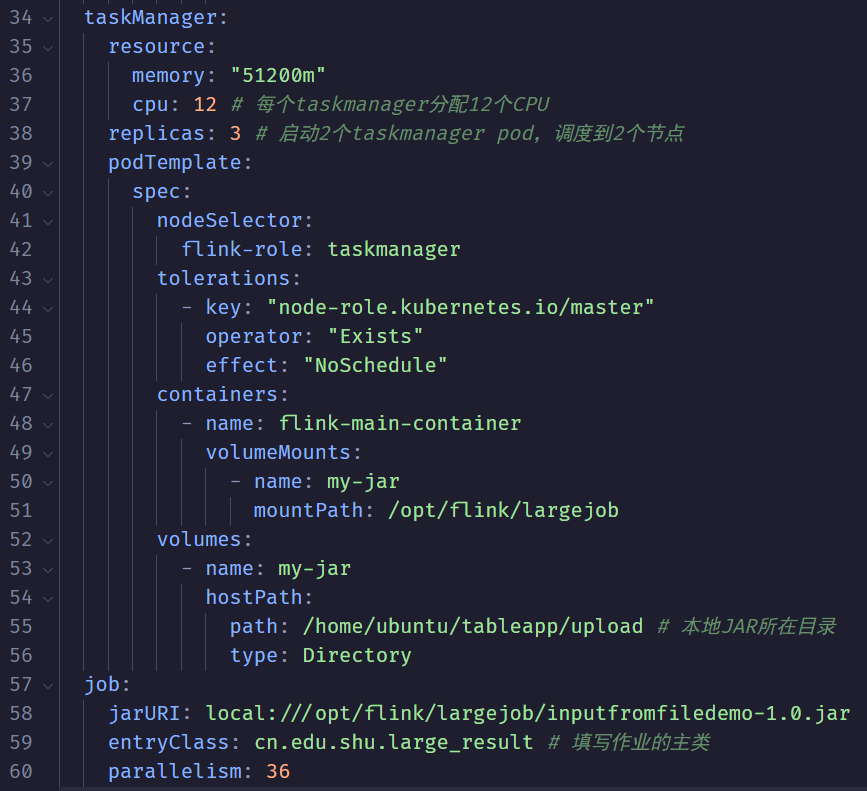 34 taskManager:
35 resource:
36 memory: "51200m"
37 cpu: 12 # 每个taskmanager分配12个CPU
38 replicas: 3 # 启动2个taskmanager pod，调度到2个节点
39 podTemplate:
40 spec:
41 nodeSelector:
42 flink-role: taskmanager
43 tolerations:
44 - key: "node-role.kubernetes.io/master"
45 operator: "Exists"
46 effect: "NoSchedule"
47 containers:
48 - name: flink-main-container
49 volumeMounts:
50 - name: my-jar
51 mountPath: /opt/flink/largejob
52 volumes:
53 - name: my-jar
54 hostPath:
55 path: /home/ubuntu/tableapp/upload # 本地JAR所在目录
56 type: Directory
57 job:
58 jarURI: local:///opt/flink/largejob/inputfromfiledemo-1.0.jar
59 entryClass: cn.edu.shu.large_result # 填写作业的主类
60 parallelism: 36